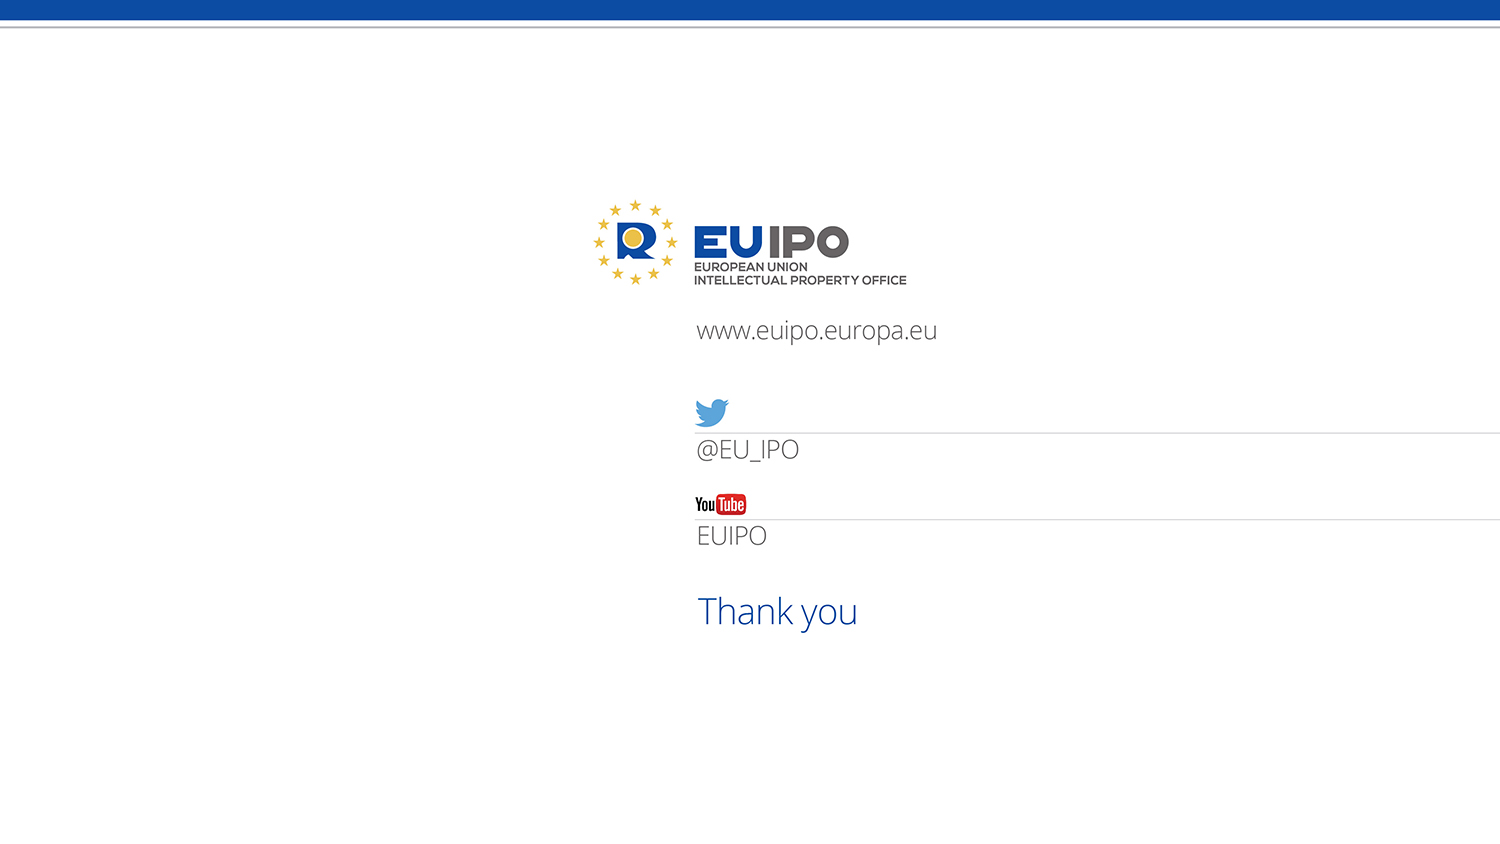 R
EUIPO
EUROPEAN UNION
INTELLECTUAL PROPERTY OFFICE
www.euipo.europa.eu
@EU_IPO
YouTube
EUIPO
Thank you